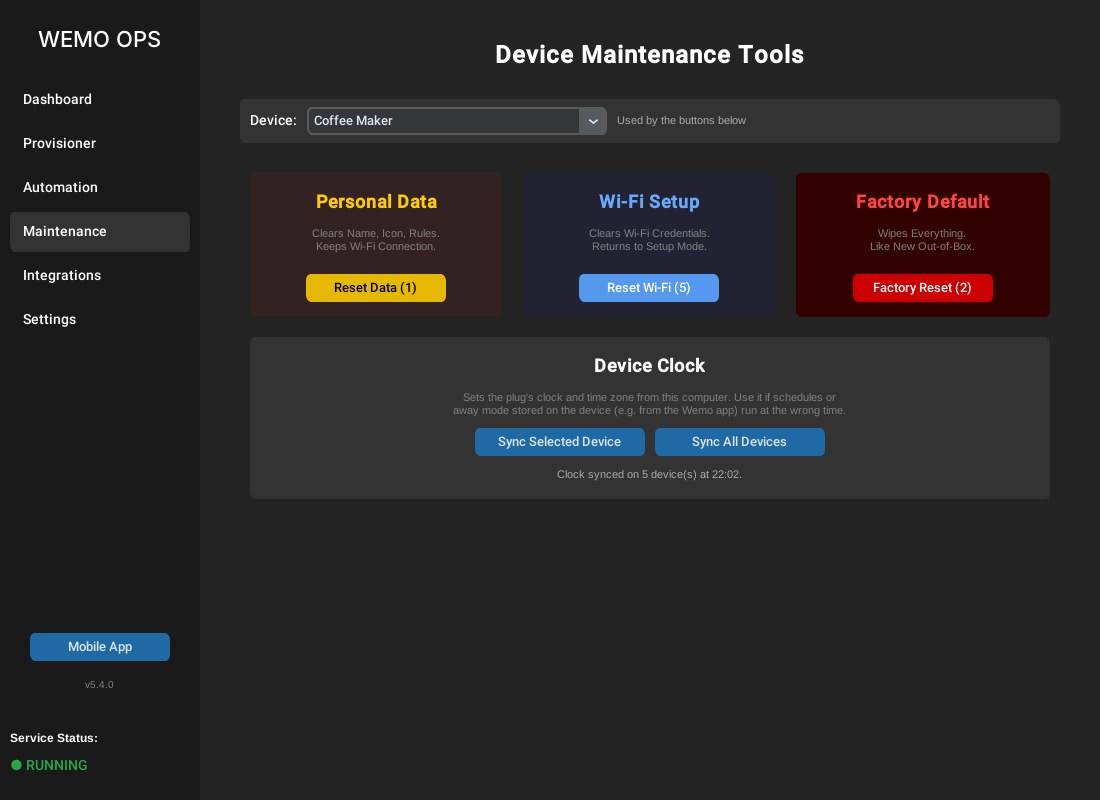 WEMO OPS
Dashboard
Provisioner
Automation
Maintenance
Integrations
Settings
Mobile App
v5.4.0
Service Status:
RUNNING
Device Maintenance Tools
Device:
Coffee Maker
Used by the buttons below
Personal Data
Clears Name, Icon, Rules.
Keeps Wi-Fi Connection.
Reset Data (1)
Wi-Fi Setup
Clears Wi-Fi Credentials.
Returns to Setup Mode.
Reset Wi-Fi (5)
Factory Default
Wipes Everything.
Like New Out-of-Box.
Factory Reset (2)
Device Clock
Sets the plug's clock and time zone from this computer. Use it if schedules or
away mode stored on the device (e.g. from the Wemo app) run at the wrong time.
Sync Selected Device
Sync All Devices
Clock synced on 5 device(s) at 22:02.